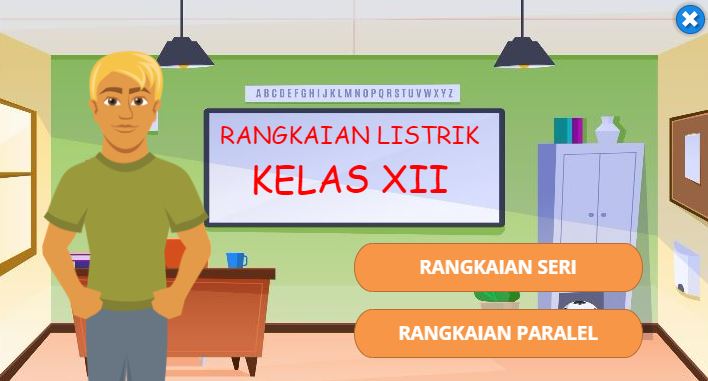 ABCDEFGHIJKLMNOPQRSTUVWXYZ
RANGKAIAN LISTRIK
KELAS XII
RANGKAIAN SERI
RANGKAIAN PARALEL